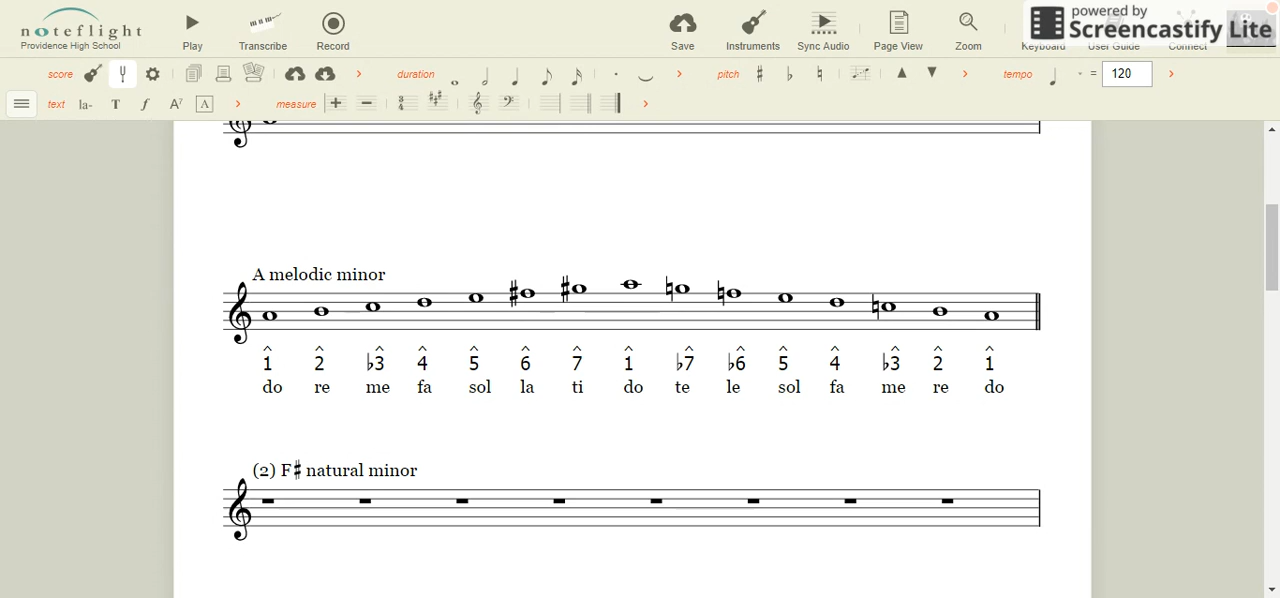 noteflight
Providence High School
Play
Transcribe
Record
Save
Instruments
Sync Audio
Page View
Zoom
Keyboard
User Guide
Connect
powered by
Screencastify Lite
score
duration
pitch
tempo
= 120
text
la-
T
f
A7
A
measure
A melodic minor
1 2 ♭3 4 5 6 7 1 ♭7 ♭6 5 4 ♭3 2 1
do re me fa sol la ti do te le sol fa me re do
(2) F♯ natural minor